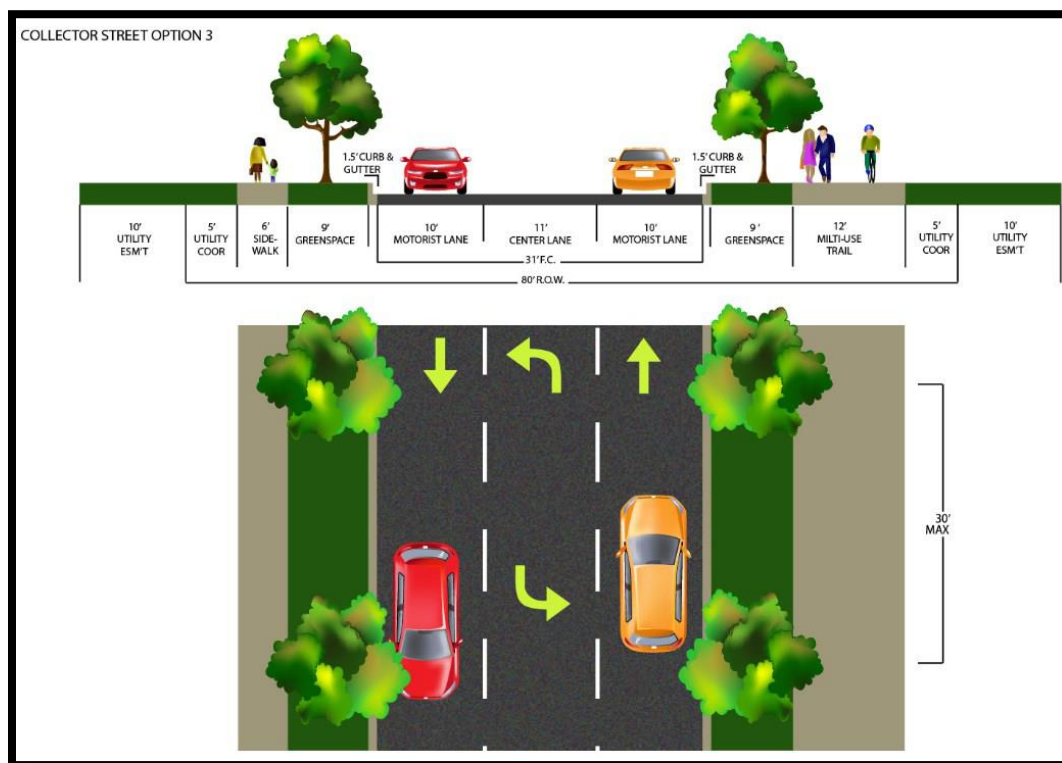 COLLECTOR STREET OPTION 3
1.5' CURB &
GUTTER
1.5' CURB &
GUTTER
10'
UTILITY
ESM'T
5'
UTILITY
COOR
6'
SIDE-
WALK
9'
GREENSPACE
10'
MOTORIST LANE
11'
CENTER LANE
10'
MOTORIST LANE
9'
GREENSPACE
12'
MILTI-USE
TRAIL
5'
UTILITY
COOR
10'
UTILITY
ESM'T
31' F.C.
80' R.O.W.
30'
MAX